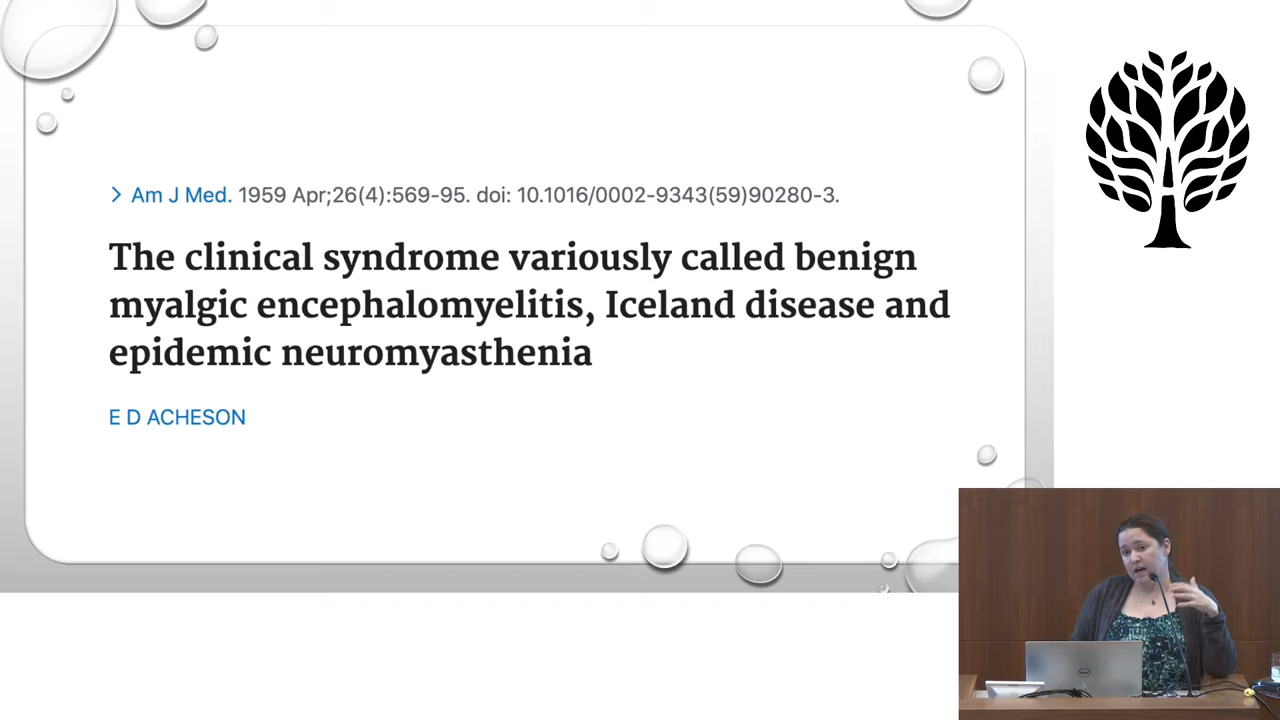 > Am J Med. 1959 Apr;26(4):569-95. doi: 10.1016/0002-9343(59)90280-3.
The clinical syndrome variously called benign
myalgic encephalomyelitis, Iceland disease and
epidemic neuromyasthenia
E D ACHESON